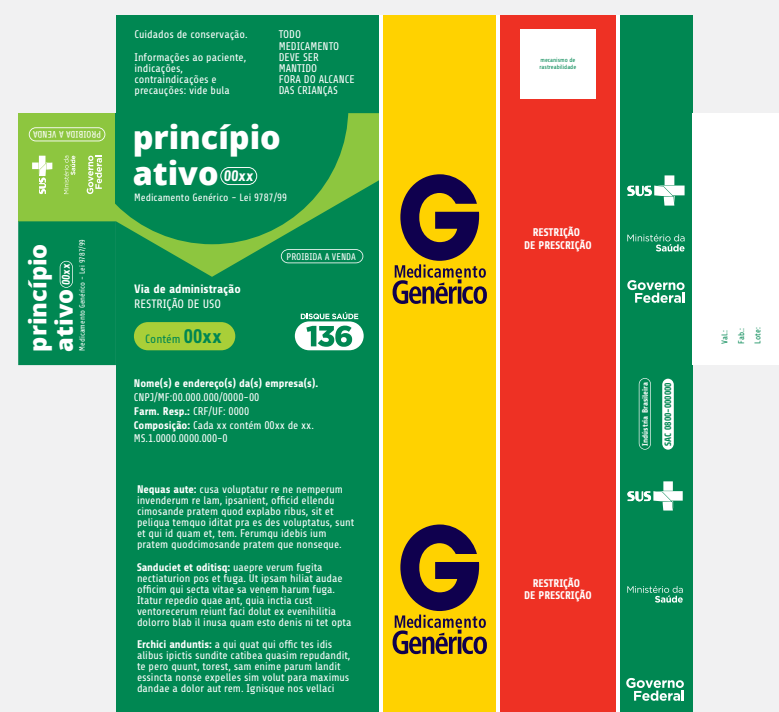 Cuidados de conservação.
Informações ao paciente,
indicações,
contraindicações e
precauções: vide bula
TODO
MEDICAMENTO
DEVE SER
MANTIDO
FORA DO ALCANCE
DAS CRIANÇAS
PROIBIDA A VENDA
SUS
Ministério da
Saúde
Governo
Federal
princípio
ativo 00xx
Medicamento Genérico - Lei 9787/99
princípio
ativo 00xx
Medicamento Genérico - Lei 9787/99
PROIBIDA A VENDA
Via de administração
RESTRIÇÃO DE USO
Contém 00xx
DISQUE SAÚDE
136
Nome(s) e endereço(s) da(s) empresa(s).
CNPJ/MF:00.000.000/0000-00
Farm. Resp.: CRF/UF: 0000
Composição: Cada xx contém 00xx de xx.
MS.1.0000.0000.000-0
Nequas aute: cusa voluptatur re ne nemperum
invenderum re lam, ipsanient, officid ellendu
cimosande pratem quod explabo ribus, sit et
peliqua temquo iditat pra es des voluptatus, sunt
et qui id quam et, tem. Ferumqu idebis ium
pratem quodcimosande pratem que nonseque.
Sanduciet et oditisq: uaepre verum fugita
nectiaturion pos et fuga. Ut ipsam hiliat audae
officim qui secta vitae sa venem harum fuga.
Itatur repedio quae ant, quia inctia cust
ventorecerum reiunt faci dolut ex evenihilitia
dolorro blab il inusa quam esto denis ni tet opta
Erchici anduntis: a qui quat qui offic tes idis
alibus ipictis sundite catibea quasim repudandit,
te pero quunt, torest, sam enime parum landit
essincta nonse expelles sim volut para maximus
dandae a dolor aut rem. Ignisque nos vellaci
G
Medicamento
Genérico
G
Medicamento
Genérico
mecanismo de
rastreabilidade
RESTRIÇÃO
DE PRESCRIÇÃO
RESTRIÇÃO
DE PRESCRIÇÃO
SUS
Ministério da
Saúde
Governo
Federal
Indústria Brasileira
SAC 0800-000000
SUS
Ministério da
Saúde
Governo
Federal
Val.:
Fab.:
Lote: